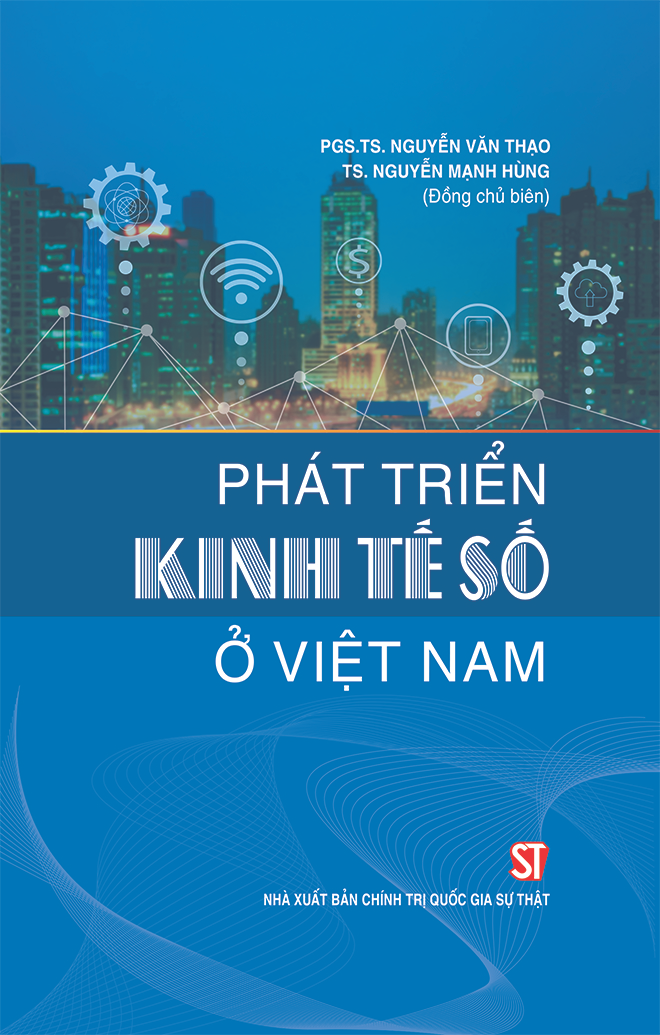 PGS.TS. NGUYỄN VĂN THẠO
TS. NGUYỄN MẠNH HÙNG
(Đồng chủ biên)
$
PHÁT TRIỂN
KINH TẾ SỐ
Ở VIỆT NAM
ST
NHÀ XUẤT BẢN CHÍNH TRỊ QUỐC GIA SỰ THẬT